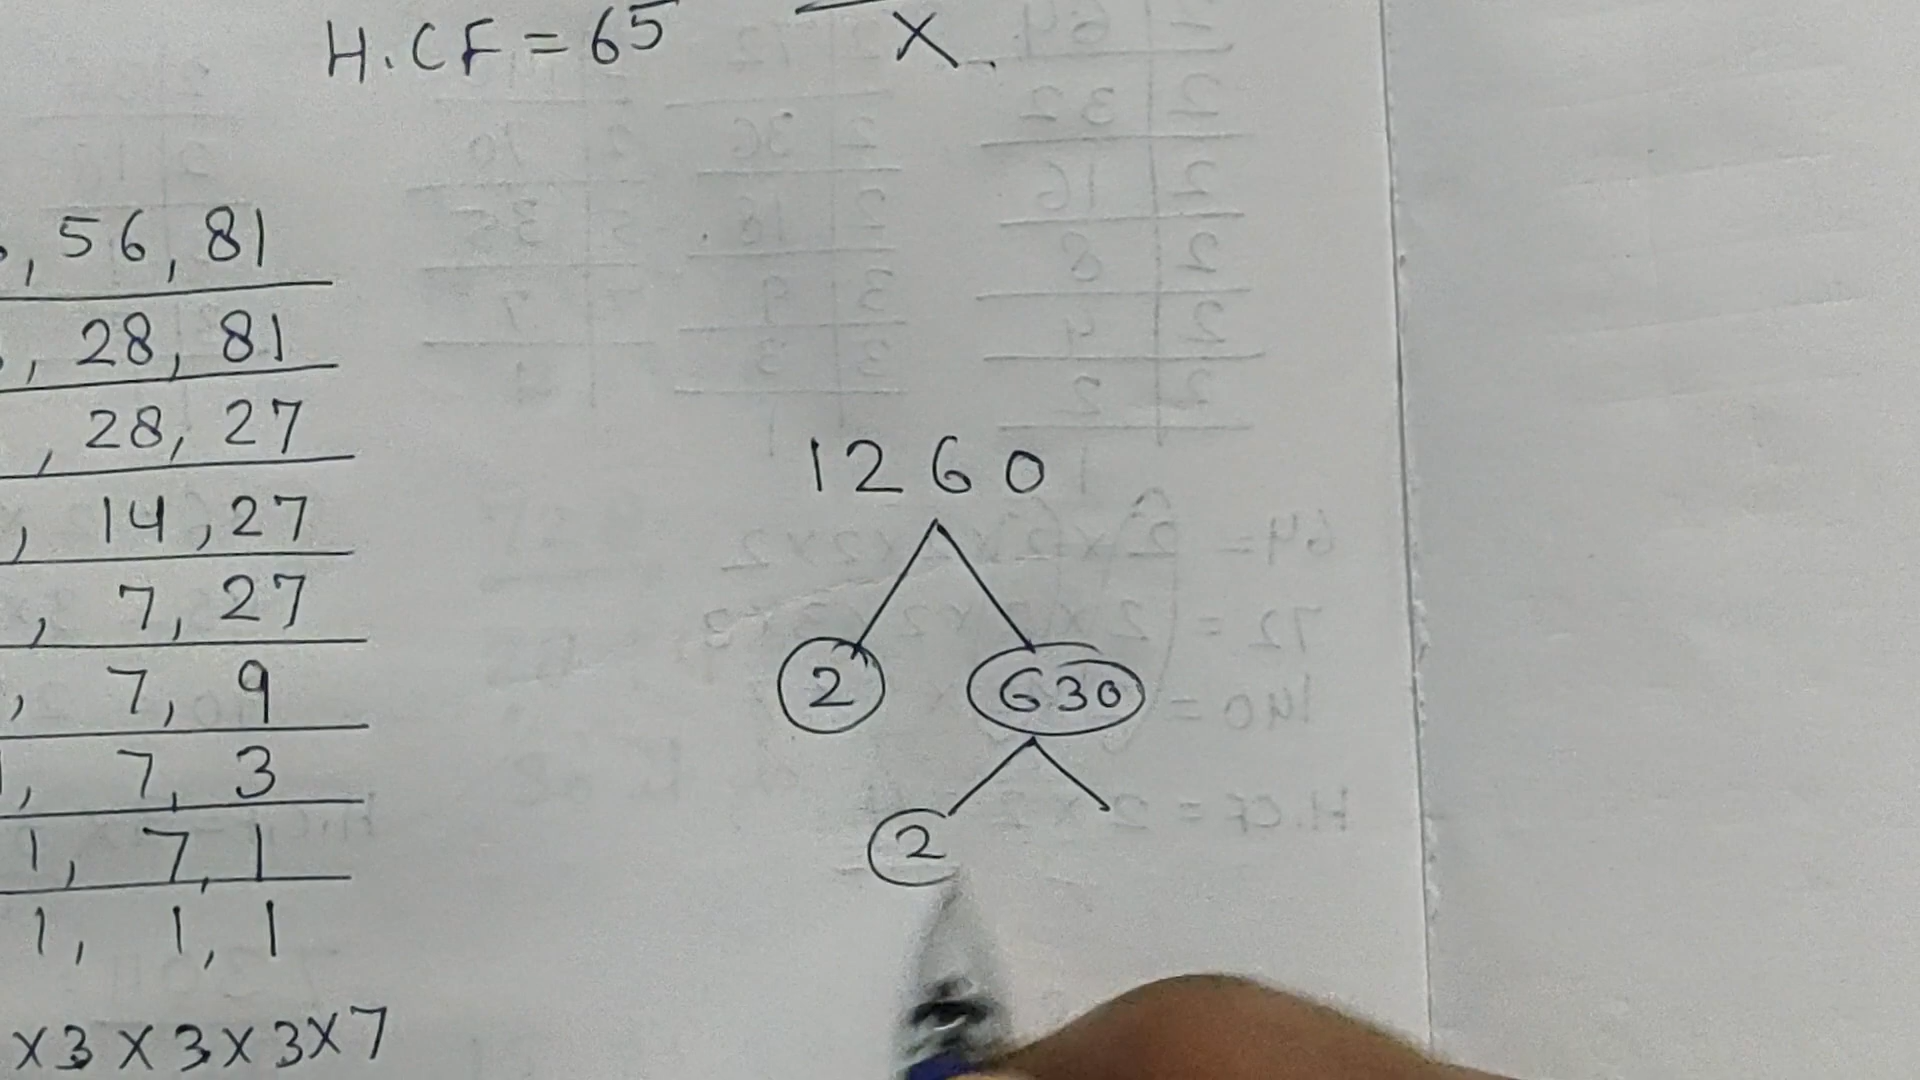 H.CF = 65
X
, 56, 81
, 28, 81
, 28, 27
, 14, 27
, 7, 27
, 7, 9
, 7, 3
1, 7, 1
1, 1, 1
x3 x 3 x 3 x 7
1260
2 630
2